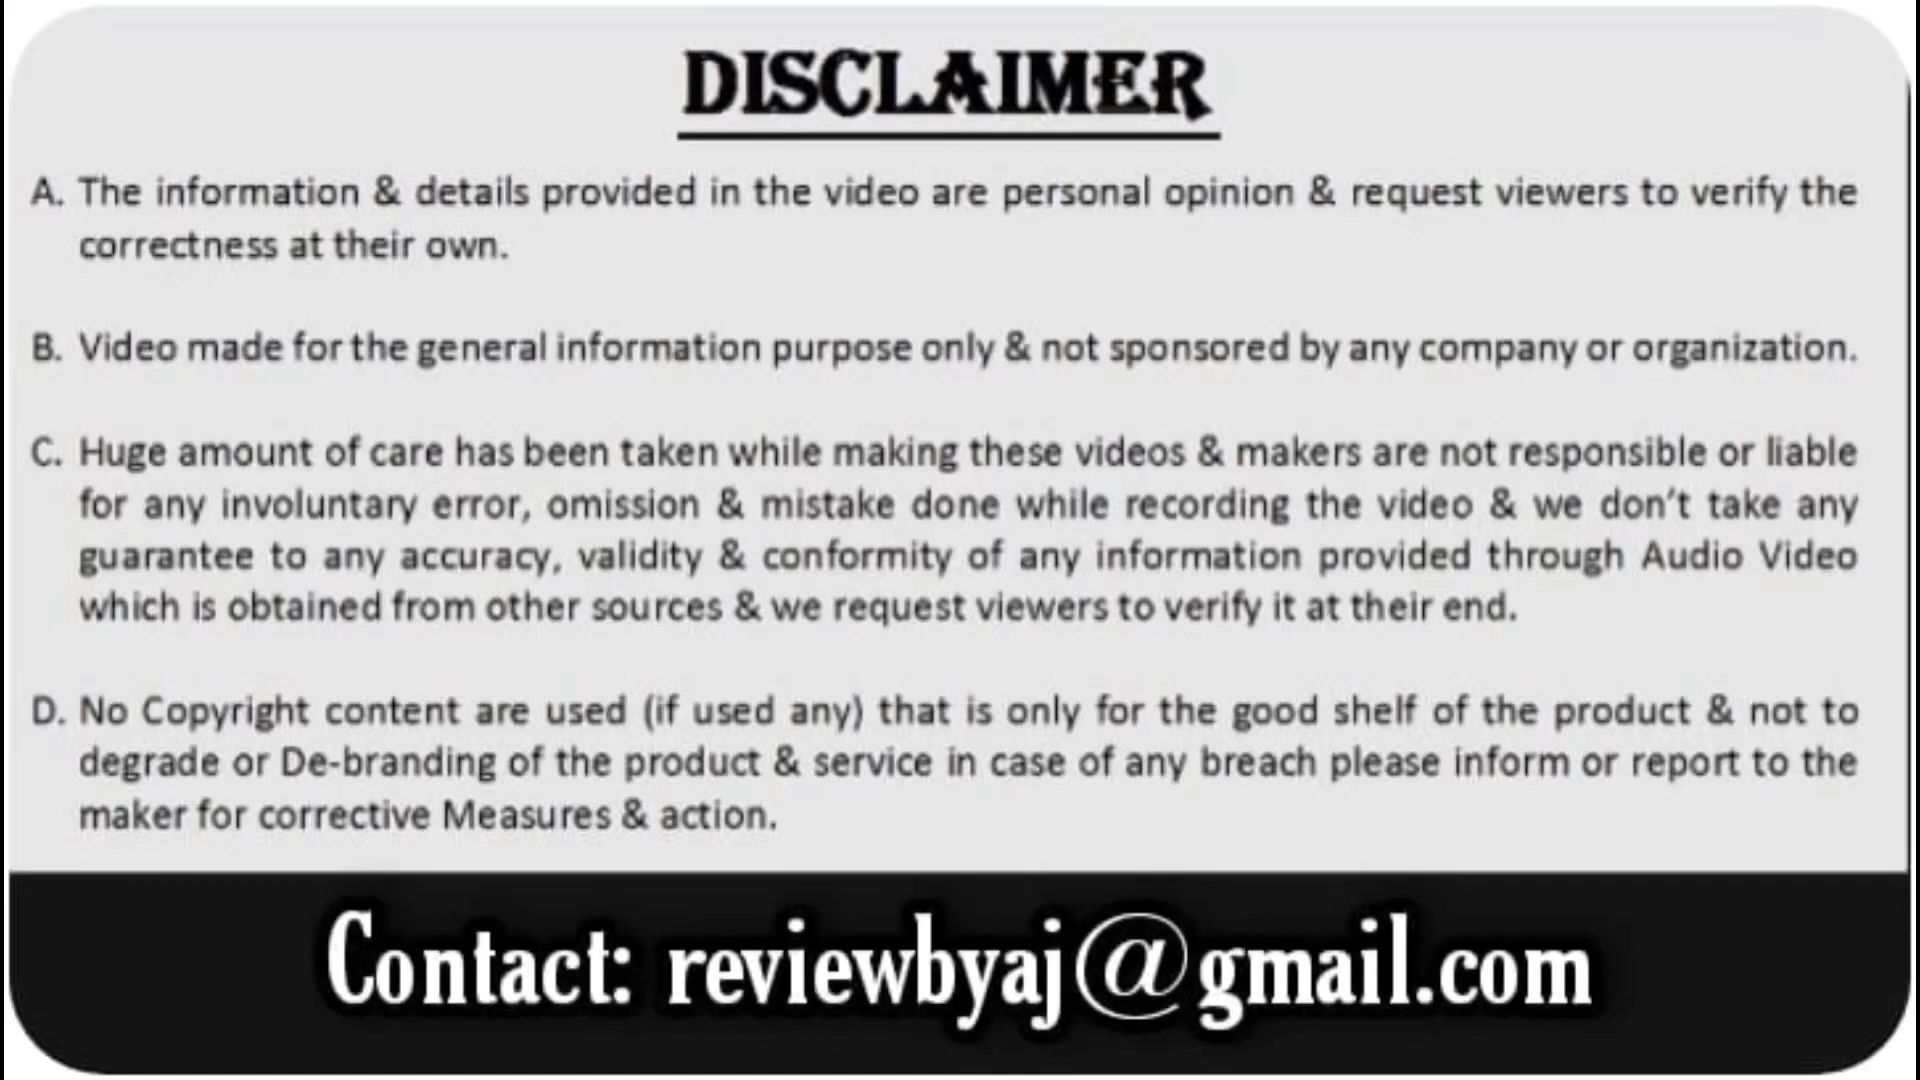 DISCLAIMER
A. The information & details provided in the video are personal opinion & request viewers to verify the
correctness at their own.
B. Video made for the general information purpose only & not sponsored by any company or organization.
C. Huge amount of care has been taken while making these videos & makers are not responsible or liable
for any involuntary error, omission & mistake done while recording the video & we don't take any
guarantee to any accuracy, validity & conformity of any information provided through Audio Video
which is obtained from other sources & we request viewers to verify it at their end.
D. No Copyright content are used (if used any) that is only for the good shelf of the product & not to
degrade or De-branding of the product & service in case of any breach please inform or report to the
maker for corrective Measures & action.
Contact: reviewbyaj@gmail.com